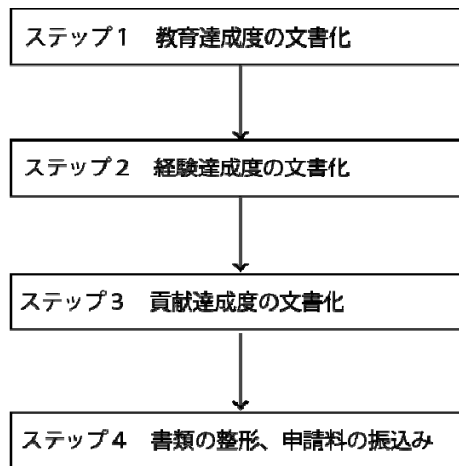 ステップ1　教育達成度の文書化
ステップ2　経験達成度の文書化
ステップ3　貢献達成度の文書化
ステップ4　書類の整形、申請料の振込み